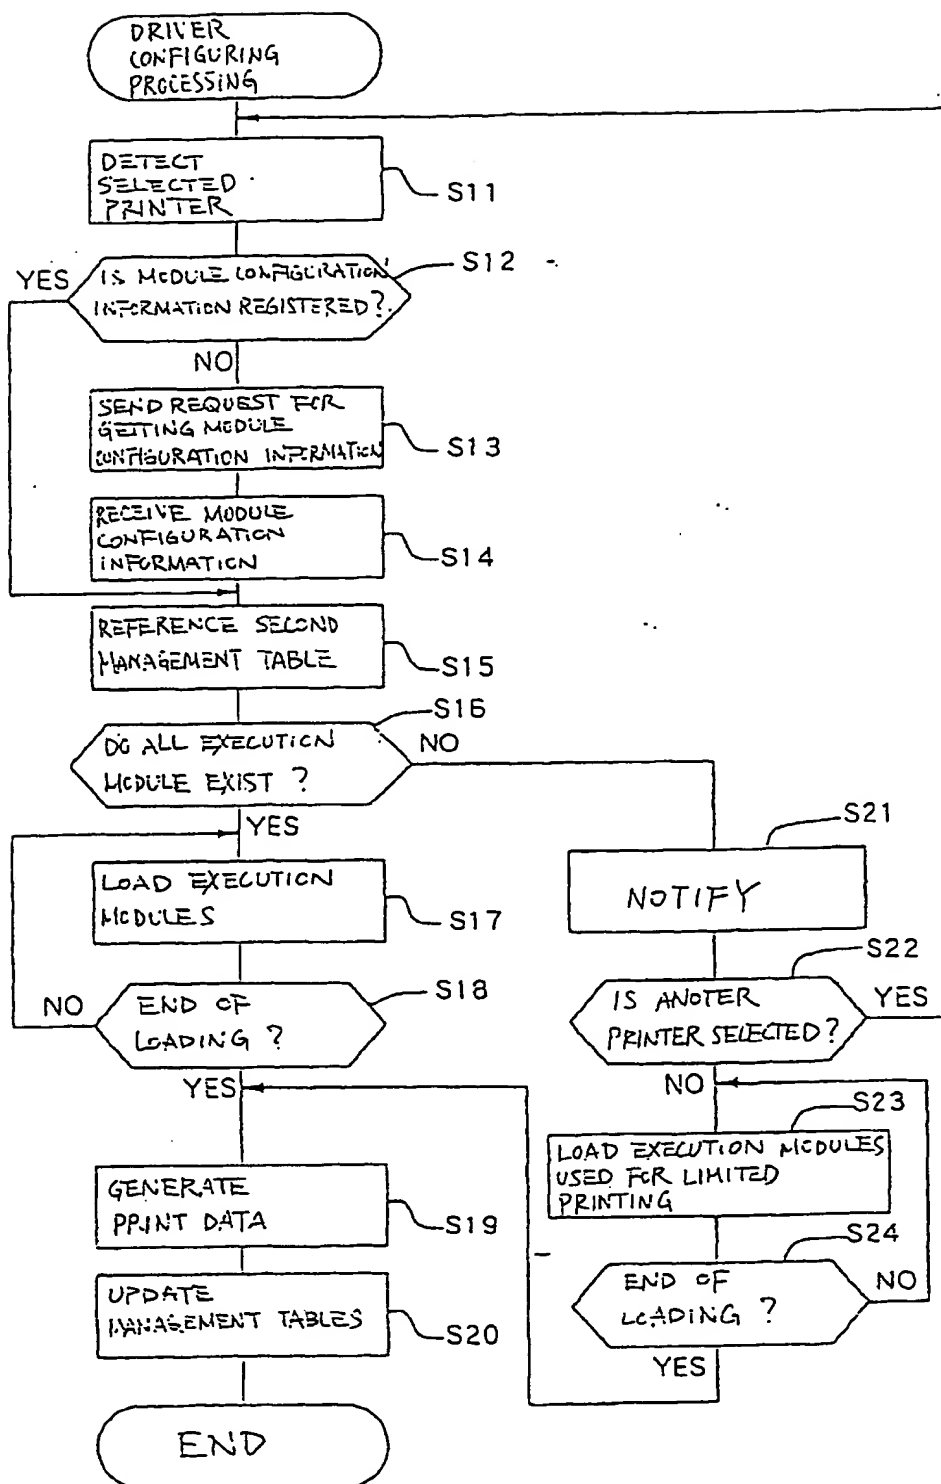 DRIVER
CONFIGURING
PROCESSING
DETECT
SELECTED
PRINTER
S11
YES
IS MODULE CONFIGURATION
INFORMATION REGISTERED?
S12
NO
SEND REQUEST FOR
GETTING MODULE
CONFIGURATION INFORMATION
S13
RECEIVE MODULE
CONFIGURATION
INFORMATION
S14
REFERENCE SECOND
MANAGEMENT TABLE
S15
S16
DO ALL EXECUTION
MODULE EXIST ?
NO
YES
LOAD EXECUTION
MODULES
S17
NO
END OF
LOADING ?
S18
YES
S21
NOTIFY
S22
IS ANOTER
PRINTER SELECTED?
YES
NO
S23
LOAD EXECUTION MODULES
USED FOR LIMITED
PRINTING
S24
END OF
LOADING ?
NO
YES
GENERATE
PRINT DATA
S19
UPDATE
MANAGEMENT TABLES
S20
END